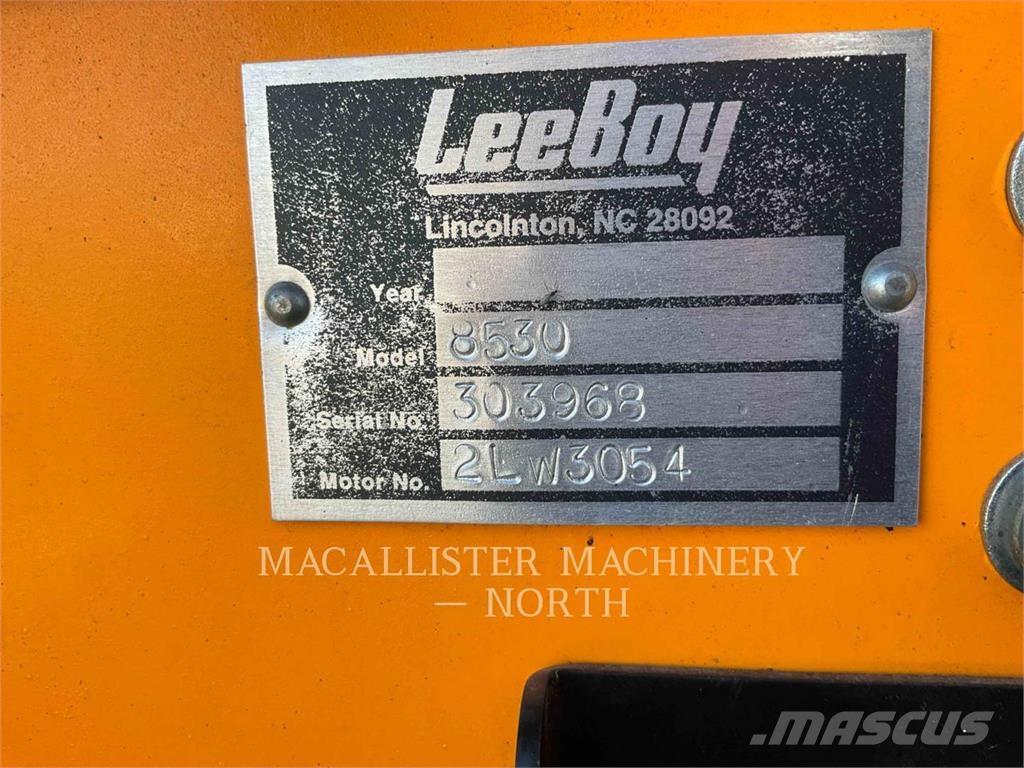 LeeBoy
Lincolnton, NC 28092
Year
Model 8530
Serial No. 303968
Motor No. 2LW3054
MACALLISTER MACHINERY
— NORTH
MASCUS